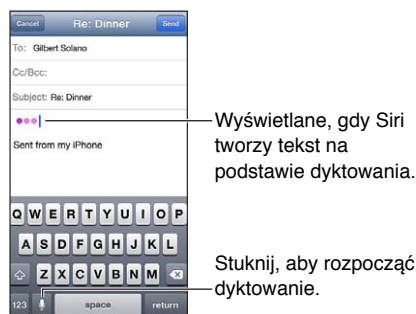 Cancel Re: Dinner Send
To: Gilbert Solano
Cc/Bcc:
Subject: Re: Dinner
Wyświetlane, gdy Siri
tworzy tekst na
podstawie dyktowania.
Sent from my iPhone
Q W E R T Y U I O P
A S D F G H J K L
Z X C V B N M
123 space return
Stuknij, aby rozpocząć
dyktowanie.